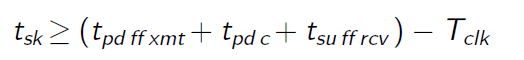 t_sk ≥ (t_pd ff xmt + t_pd c + t_su ff rcv) − T_clk